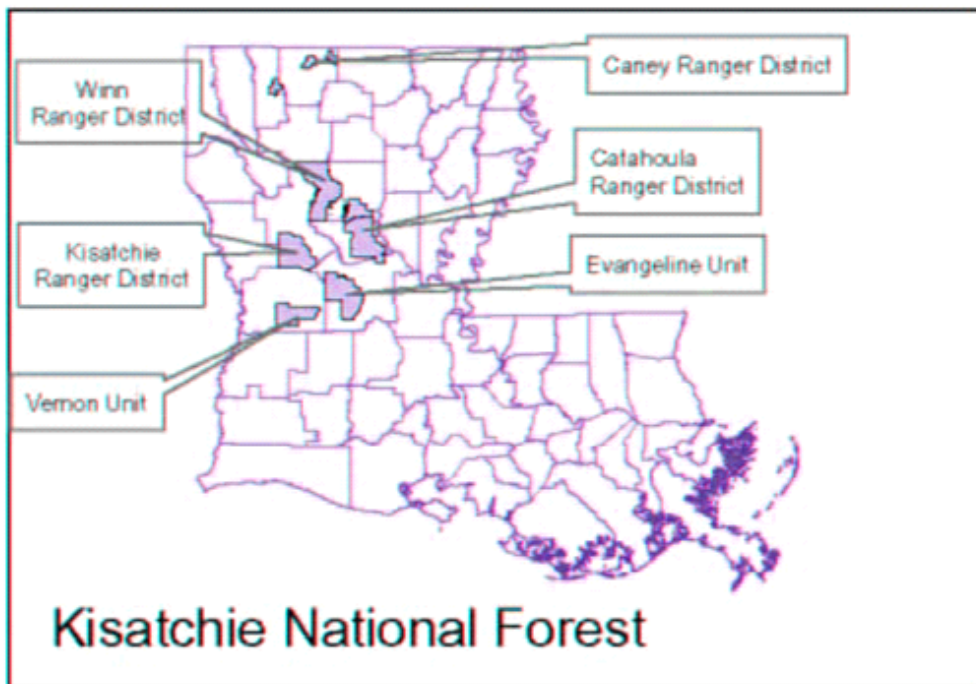 Caney Ranger District
Winn
Ranger District
Catahoula
Ranger District
Kisatchie
Ranger District
Evangeline Unit
Vernon Unit
Kisatchie National Forest